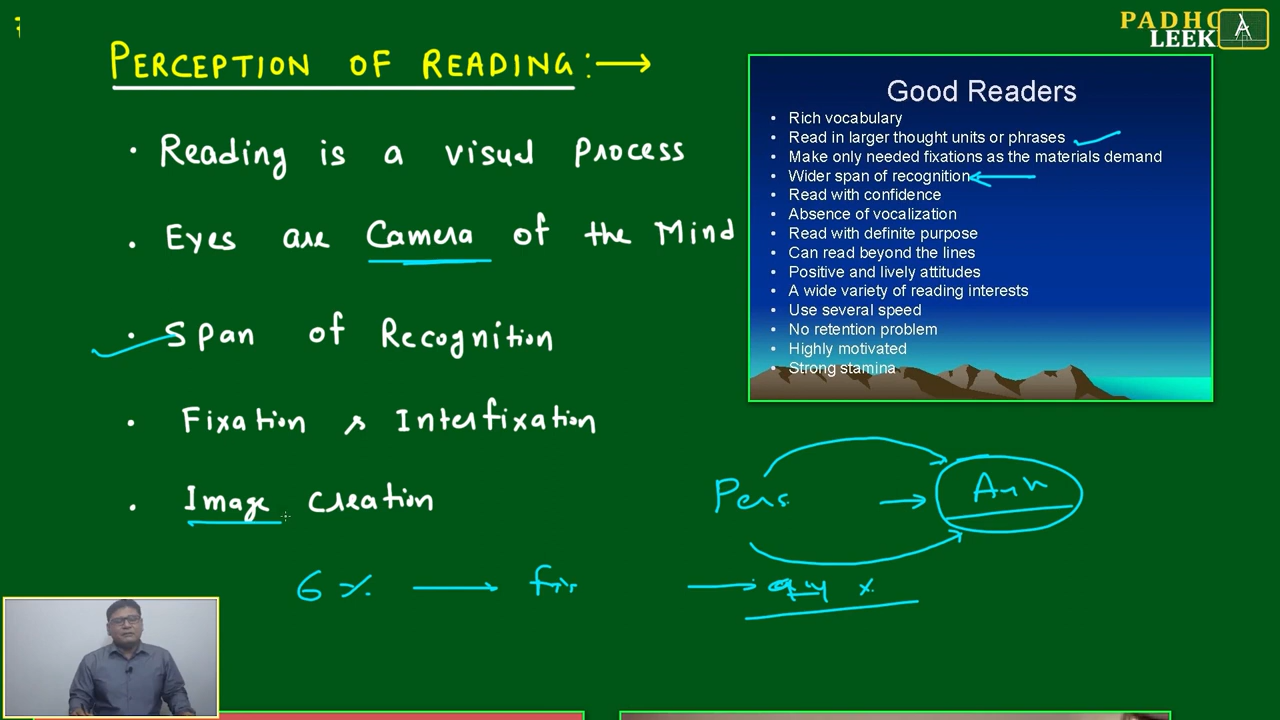 PADHO
LEEK
PERCEPTION OF READING :→
• Reading is a visual Process
• Eyes are Camera of the Mind
• Span of Recognition
• Fixation & Interfixation
• Image Creation
Good Readers
• Rich vocabulary
• Read in larger thought units or phrases
• Make only needed fixations as the materials demand
• Wider span of recognition
• Read with confidence
• Absence of vocalization
• Read with definite purpose
• Can read beyond the lines
• Positive and lively attitudes
• A wide variety of reading interests
• Use several speed
• No retention problem
• Highly motivated
• Strong stamina
Pers
6 % → fix